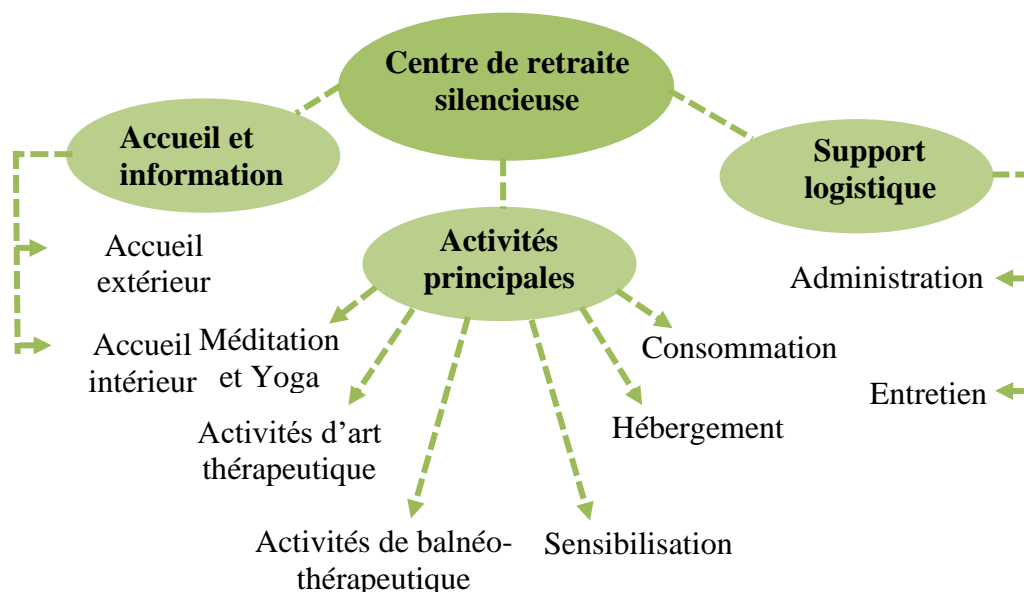 Centre de retraite
silencieuse
Accueil et
information
Support
logistique
Activités
principales
Accueil
extérieur
Accueil
intérieur
Méditation
et Yoga
Activités d’art
thérapeutique
Activités de balnéo-
thérapeutique
Sensibilisation
Hébergement
Consommation
Administration
Entretien